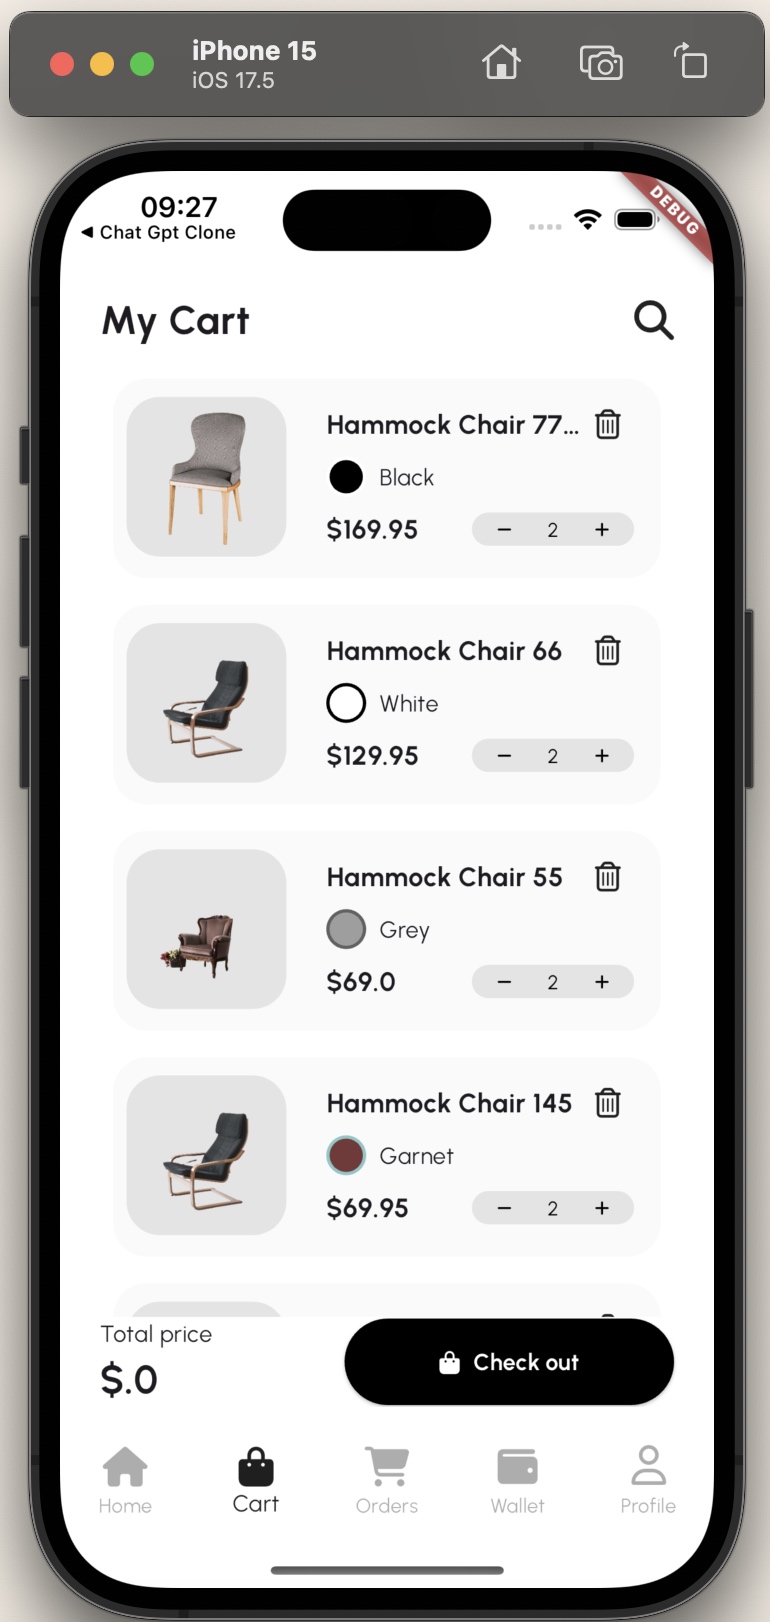 iPhone 15
iOS 17.5
09:27
◀ Chat Gpt Clone
DEBUG
My Cart
Hammock Chair 77...
Black
$169.95
− 2 +
Hammock Chair 66
White
$129.95
− 2 +
Hammock Chair 55
Grey
$69.0
− 2 +
Hammock Chair 145
Garnet
$69.95
− 2 +
Total price
$.0
Check out
Home
Cart
Orders
Wallet
Profile